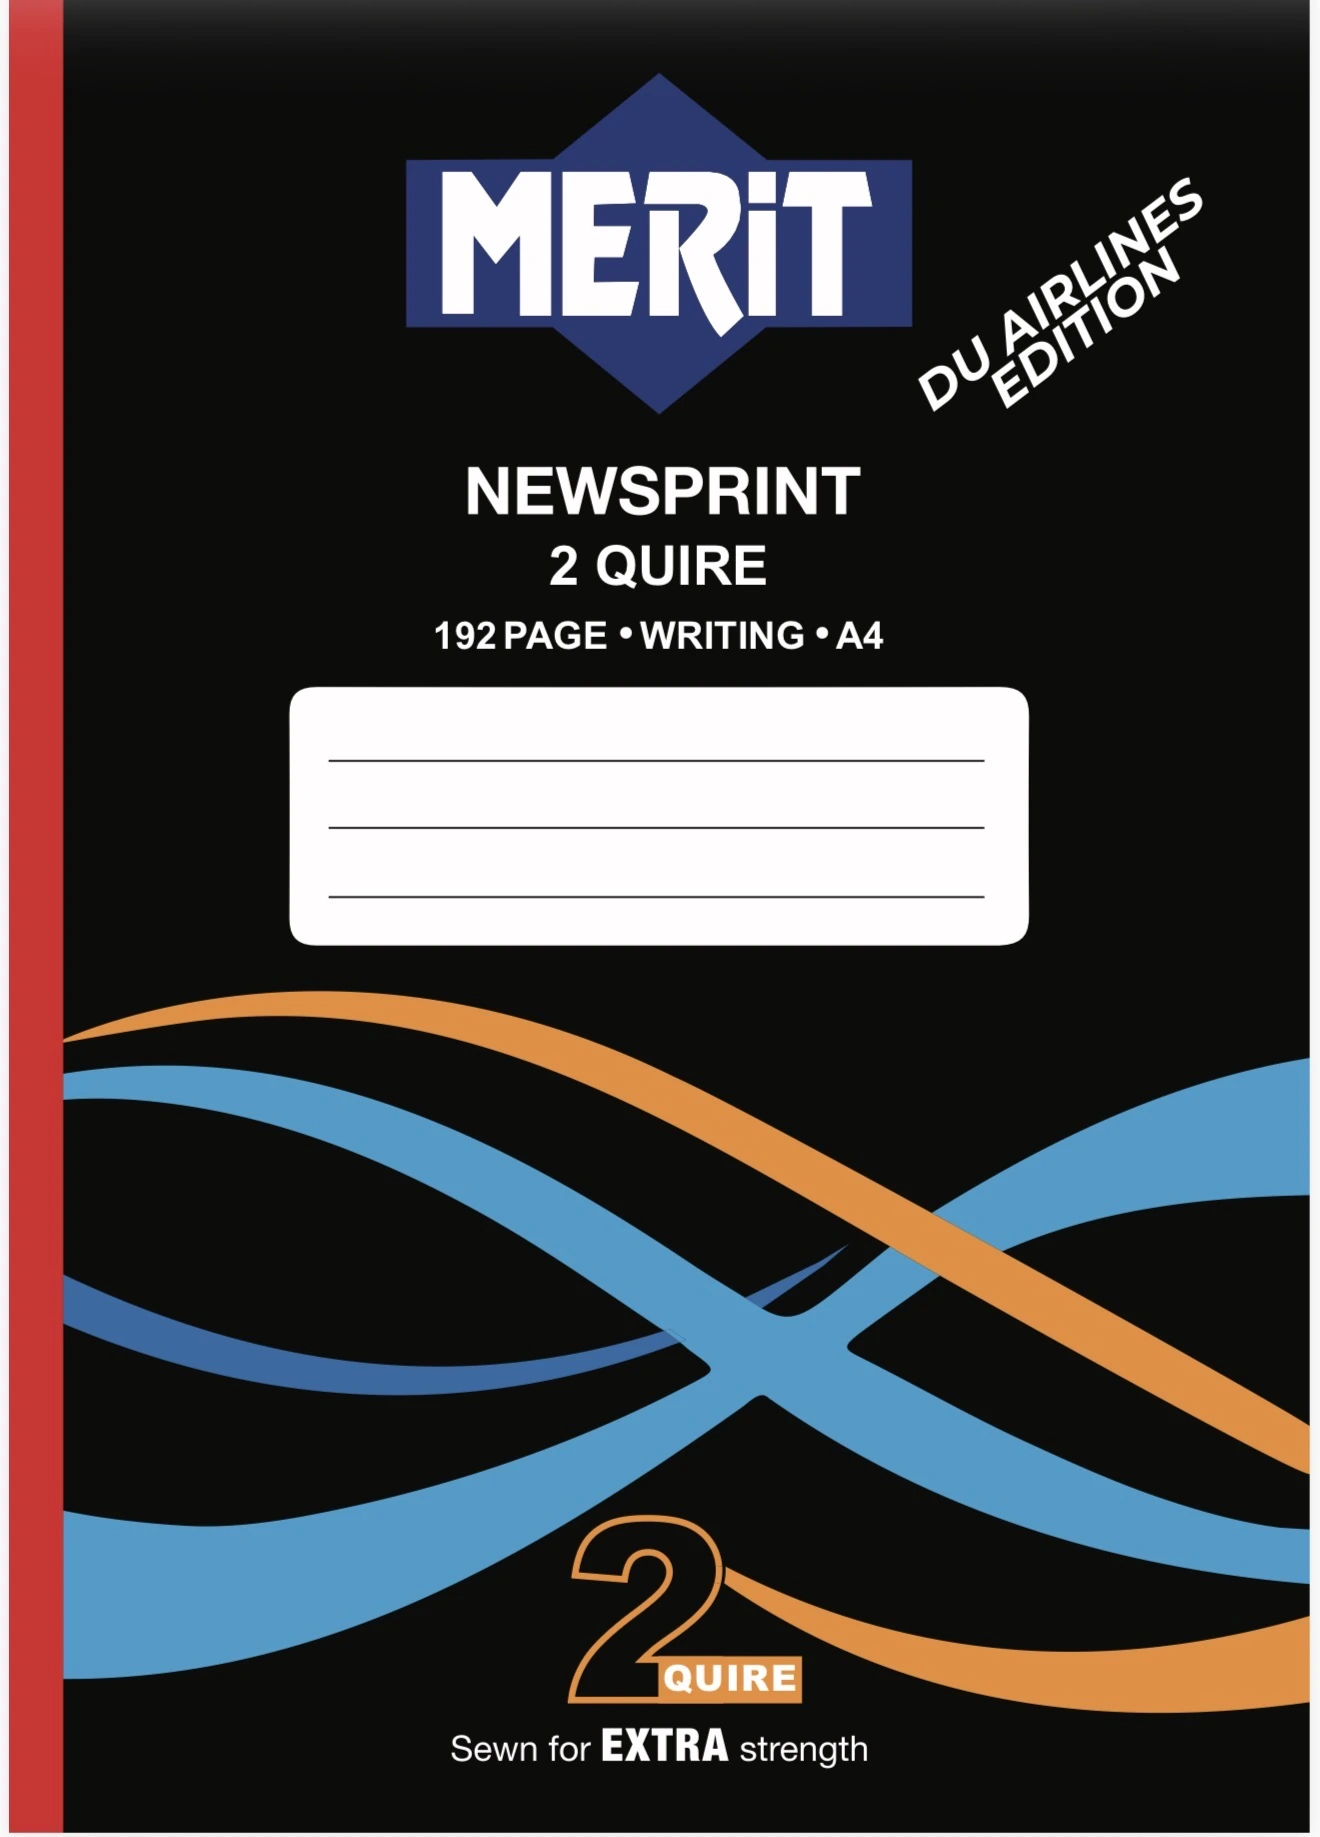 MERiT
DU AIRLINES
EDITION
NEWSPRINT
2 QUIRE
192 PAGE • WRITING • A4
2
QUIRE
Sewn for EXTRA strength